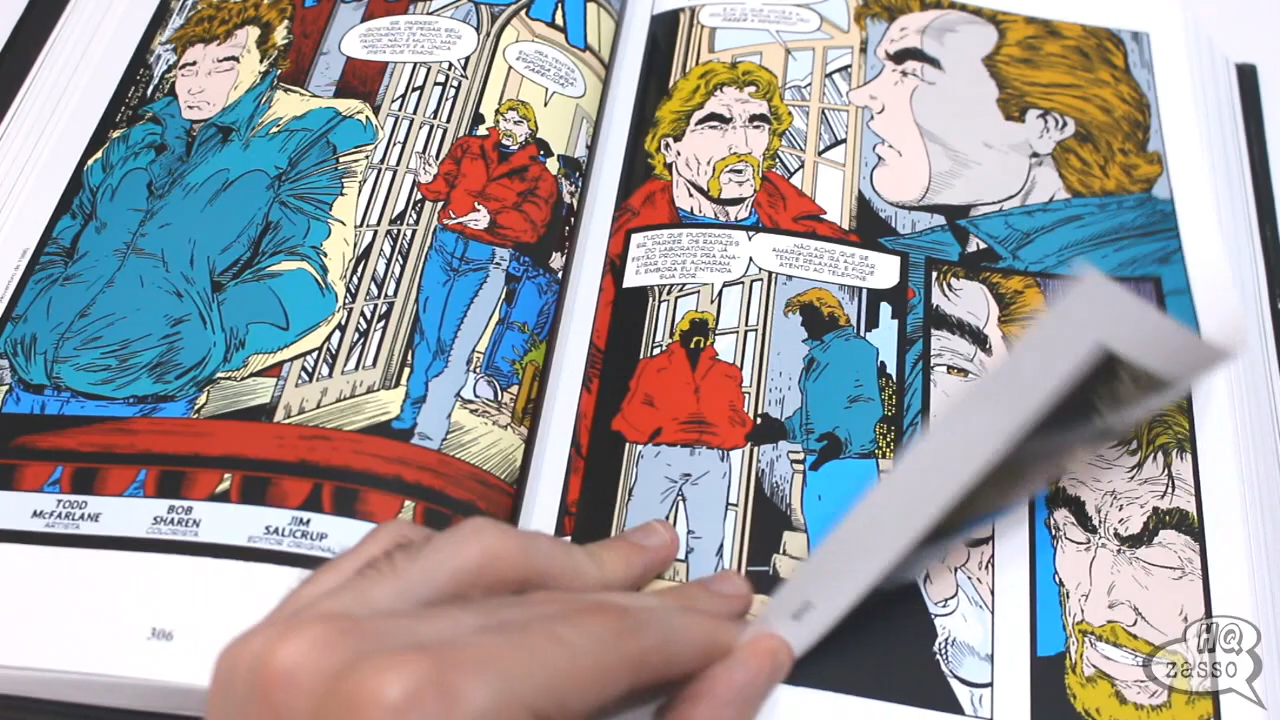 SR. PARKER?
GOSTARIA DE PEGAR SEU
DEPOIMENTO DE NOVO, POR
FAVOR. NÃO É MUITO, MAS
INFELIZMENTE É A ÚNICA
PISTA QUE TEMOS...
PRA TENTAR
ENCONTRAR SUA
ESPOSA DESA-
PARECIDA?
TUDO QUE PUDERMOS,
SR. PARKER. OS RAPAZES
DO LABORATÓRIO JÁ
ESTÃO PRONTOS PRA ANA-
LISAR O QUE ACHARAM
E, EMBORA EU ENTENDA
SUA DOR...
...NÃO ACHO QUE SE
AMARGURAR IRÁ AJUDAR.
TENTE RELAXAR, E FIQUE
ATENTO AO TELEFONE.
TODD
McFARLANE
ARTISTA
BOB
SHAREN
COLORISTA
JIM
SALICRUP
EDITOR ORIGINAL
306
HQ
zasso